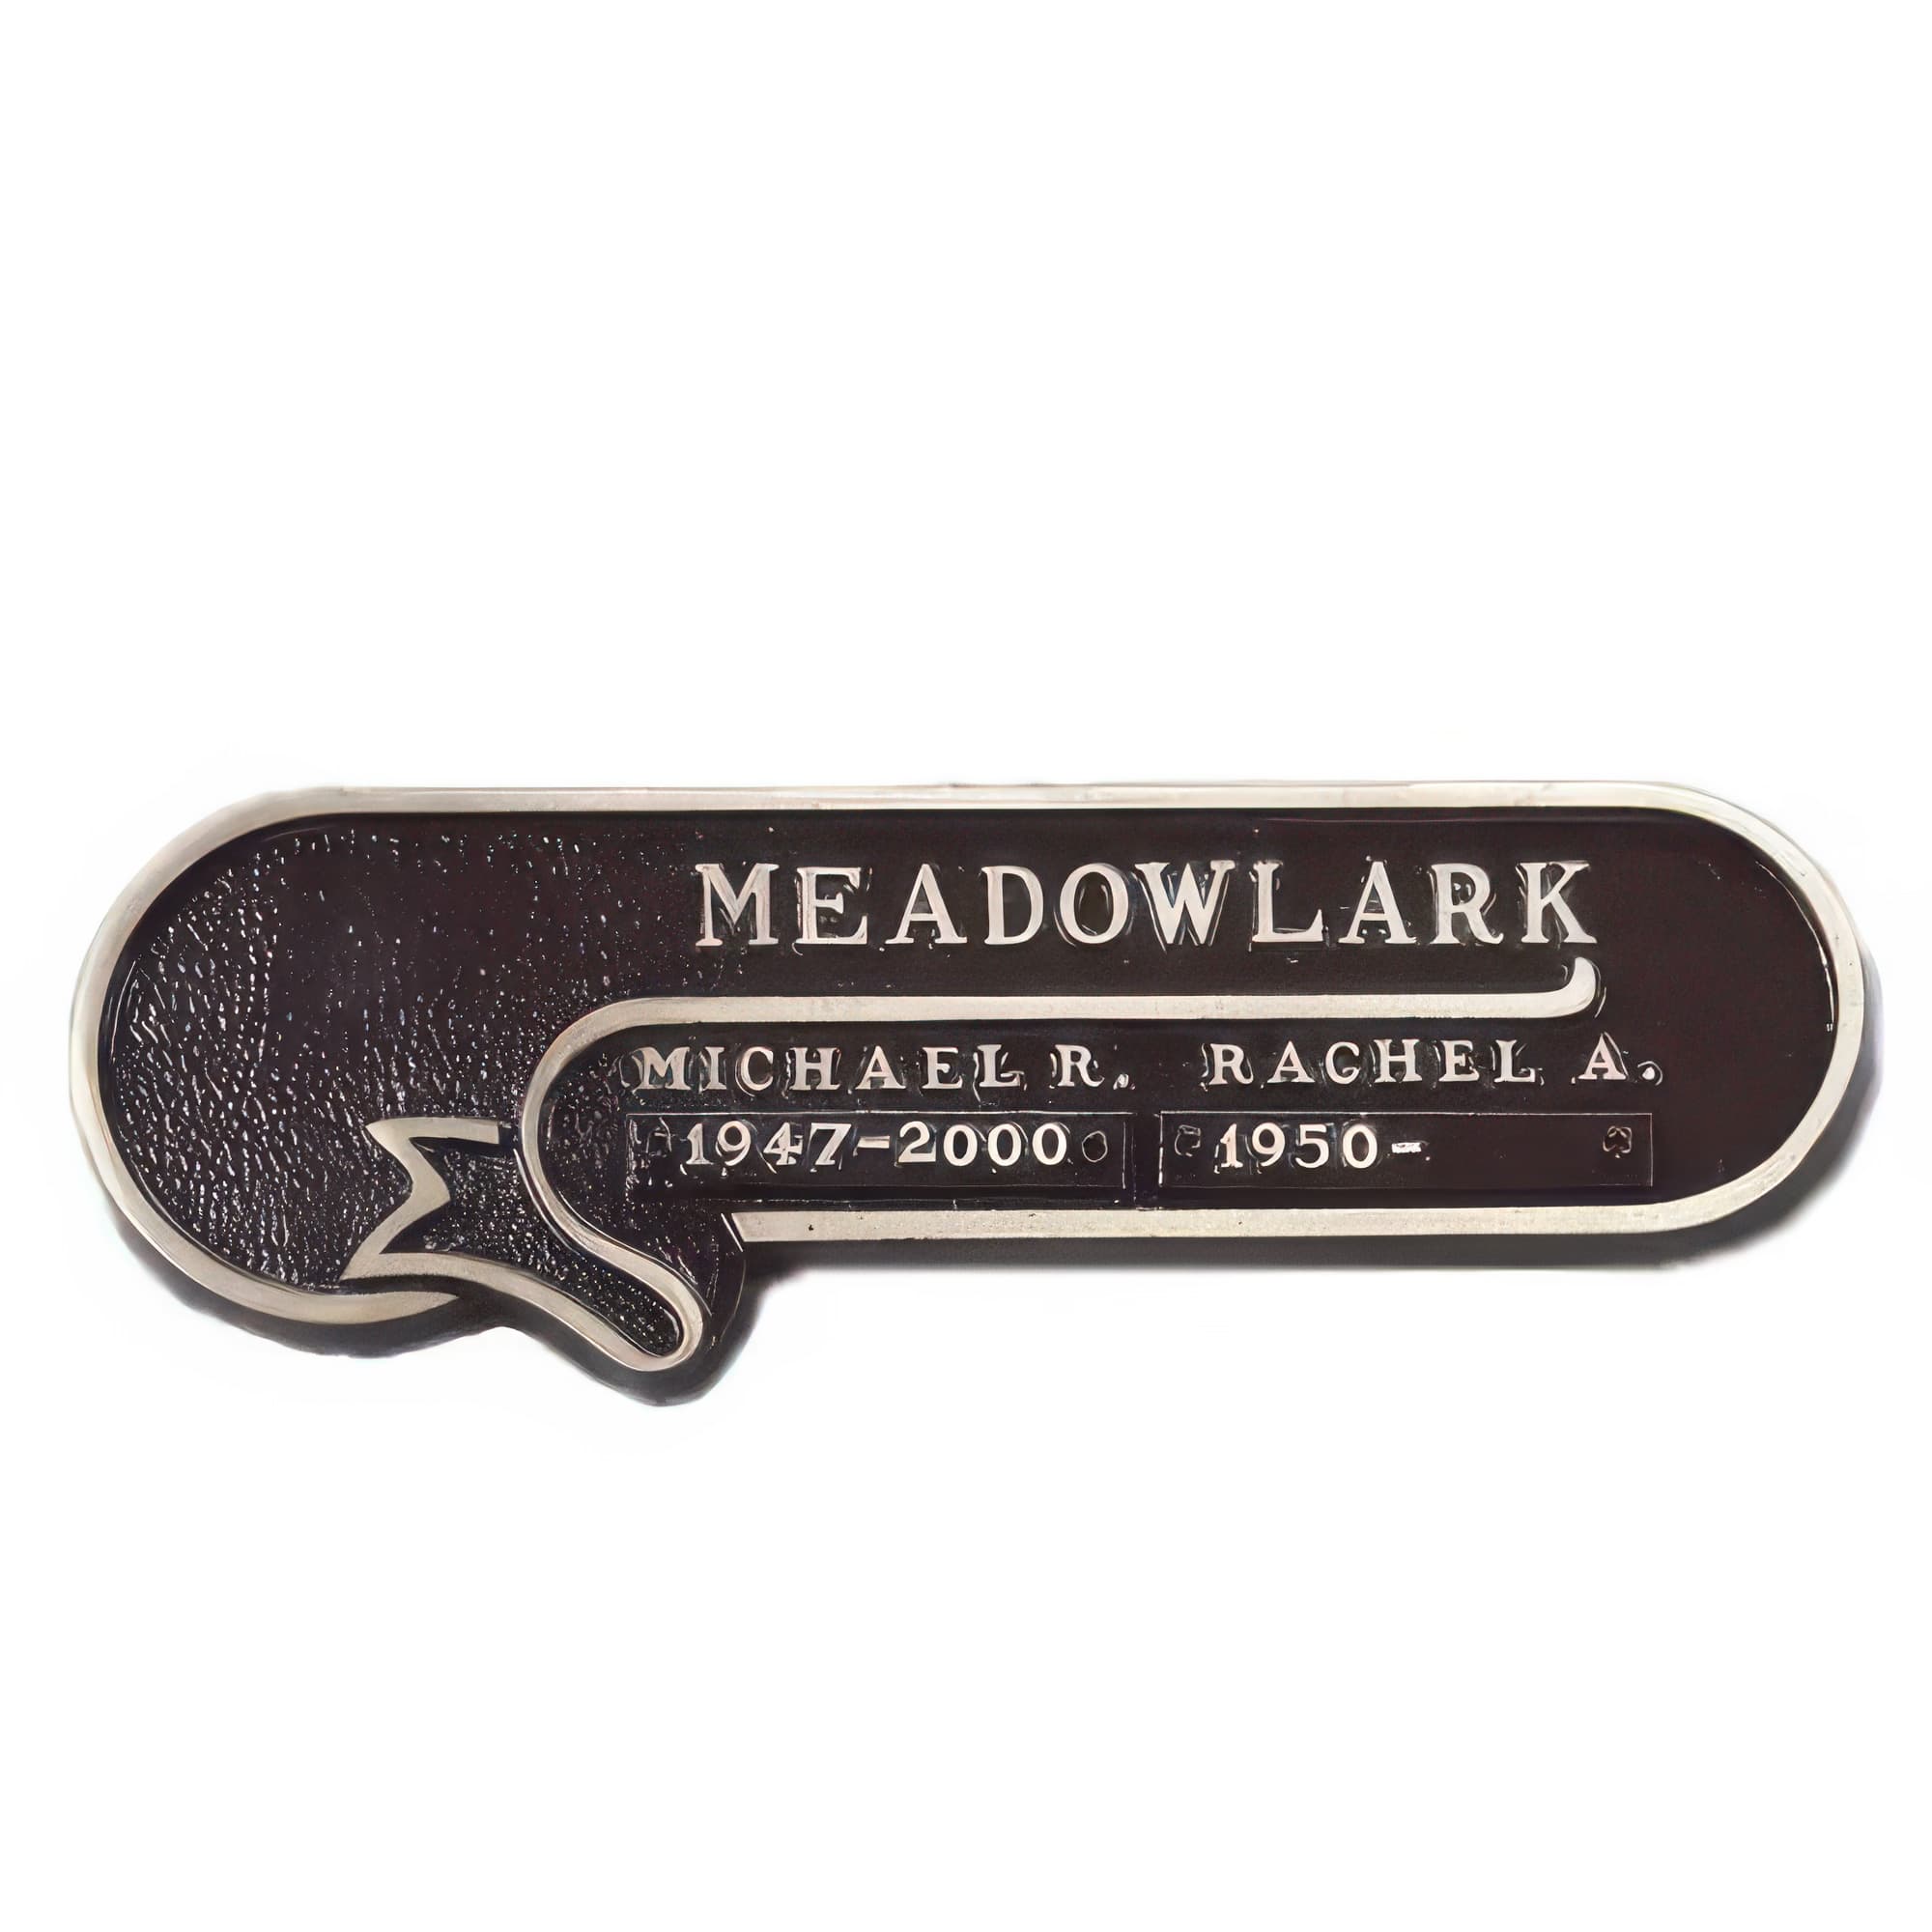 MEADOWLARK
MICHAEL R. RACHEL A.
1947-2000 1950-